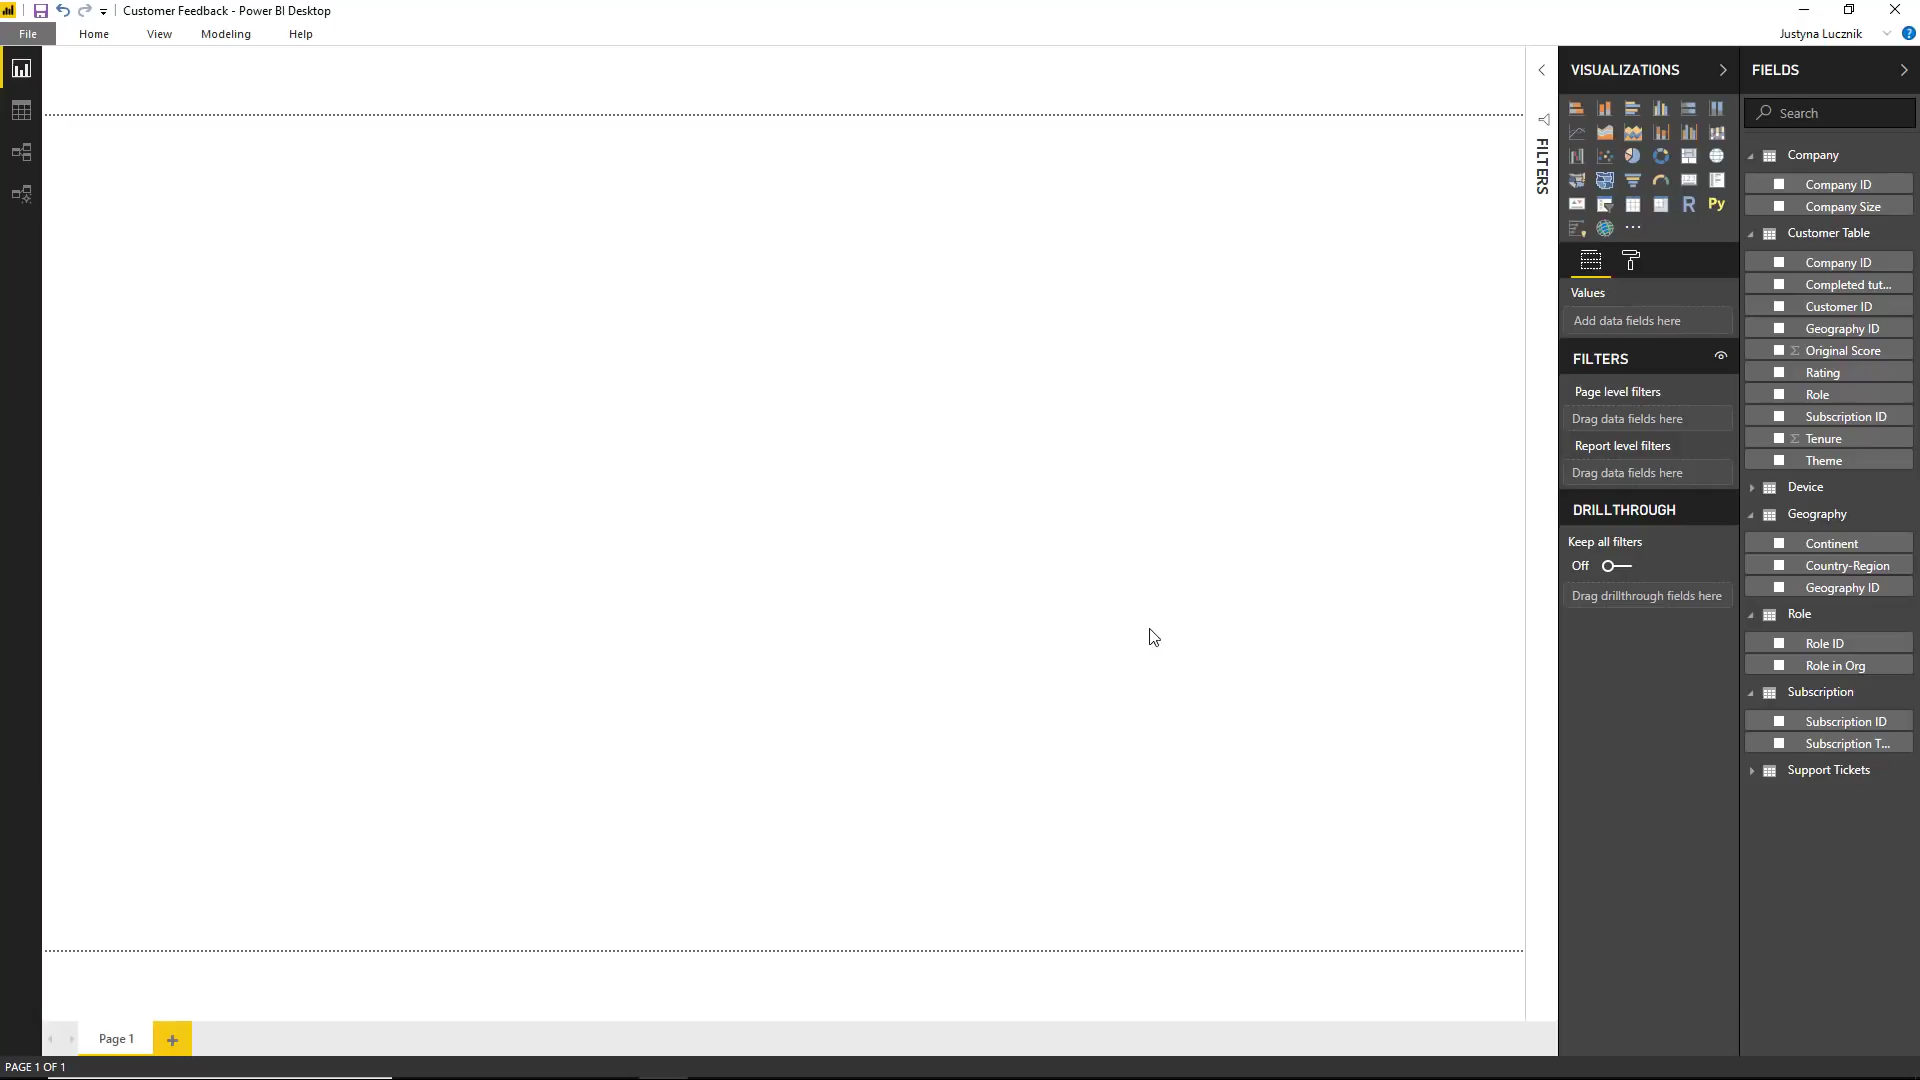 Customer Feedback - Power BI Desktop
File Home View Modeling Help
Justyna Lucznik
?
FILTERS
VISUALIZATIONS
R Py
...
Values
Add data fields here
FILTERS
Page level filters
Drag data fields here
Report level filters
Drag data fields here
DRILLTHROUGH
Keep all filters
Off
Drag drillthrough fields here
FIELDS
Search
Company
Company ID
Company Size
Customer Table
Company ID
Completed tut...
Customer ID
Geography ID
Σ Original Score
Rating
Role
Subscription ID
Σ Tenure
Theme
Device
Geography
Continent
Country-Region
Geography ID
Role
Role ID
Role in Org
Subscription
Subscription ID
Subscription T...
Support Tickets
Page 1
+
PAGE 1 OF 1